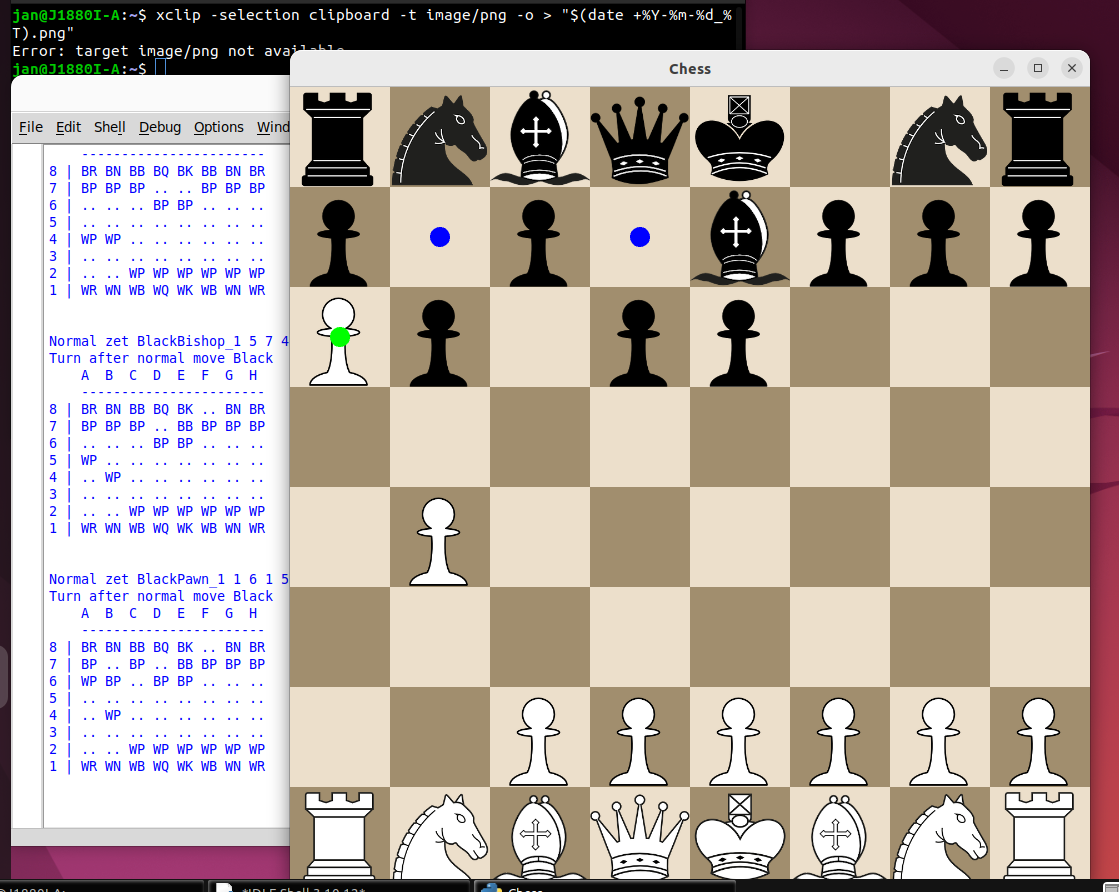 jan@J1880I-A:~$ xclip -selection clipboard -t image/png -o > "$(date +%Y-%m-%d_%
T).png"
Error: target image/png not available
jan@J1880I-A:~$
Chess
File Edit Shell Debug Options Wind
----------------------
8 | BR BN BB BQ BK BB BN BR
7 | BP BP BP .. .. BP BP BP
6 | .. .. .. BP BP .. .. ..
5 | .. .. .. .. .. .. .. ..
4 | WP WP .. .. .. .. .. ..
3 | .. .. .. .. .. .. .. ..
2 | .. .. WP WP WP WP WP WP
1 | WR WN WB WQ WK WB WN WR
Normal zet BlackBishop_1 5 7 4
Turn after normal move Black
A B C D E F G H
-----------------------
8 | BR BN BB BQ BK .. BN BR
7 | BP BP BP .. BB BP BP BP
6 | .. .. .. BP BP .. .. ..
5 | WP .. .. .. .. .. .. ..
4 | .. WP .. .. .. .. .. ..
3 | .. .. .. .. .. .. .. ..
2 | .. .. WP WP WP WP WP WP
1 | WR WN WB WQ WK WB WN WR
Normal zet BlackPawn_1 1 6 1 5
Turn after normal move Black
A B C D E F G H
-----------------------
8 | BR BN BB BQ BK .. BN BR
7 | BP .. BP .. BB BP BP BP
6 | WP BP .. BP BP .. .. ..
5 | .. .. .. .. .. .. .. ..
4 | .. WP .. .. .. .. .. ..
3 | .. .. .. .. .. .. .. ..
2 | .. .. WP WP WP WP WP WP
1 | WR WN WB WQ WK WB WN WR
*IDLE Shell 3.10.12*
Chess